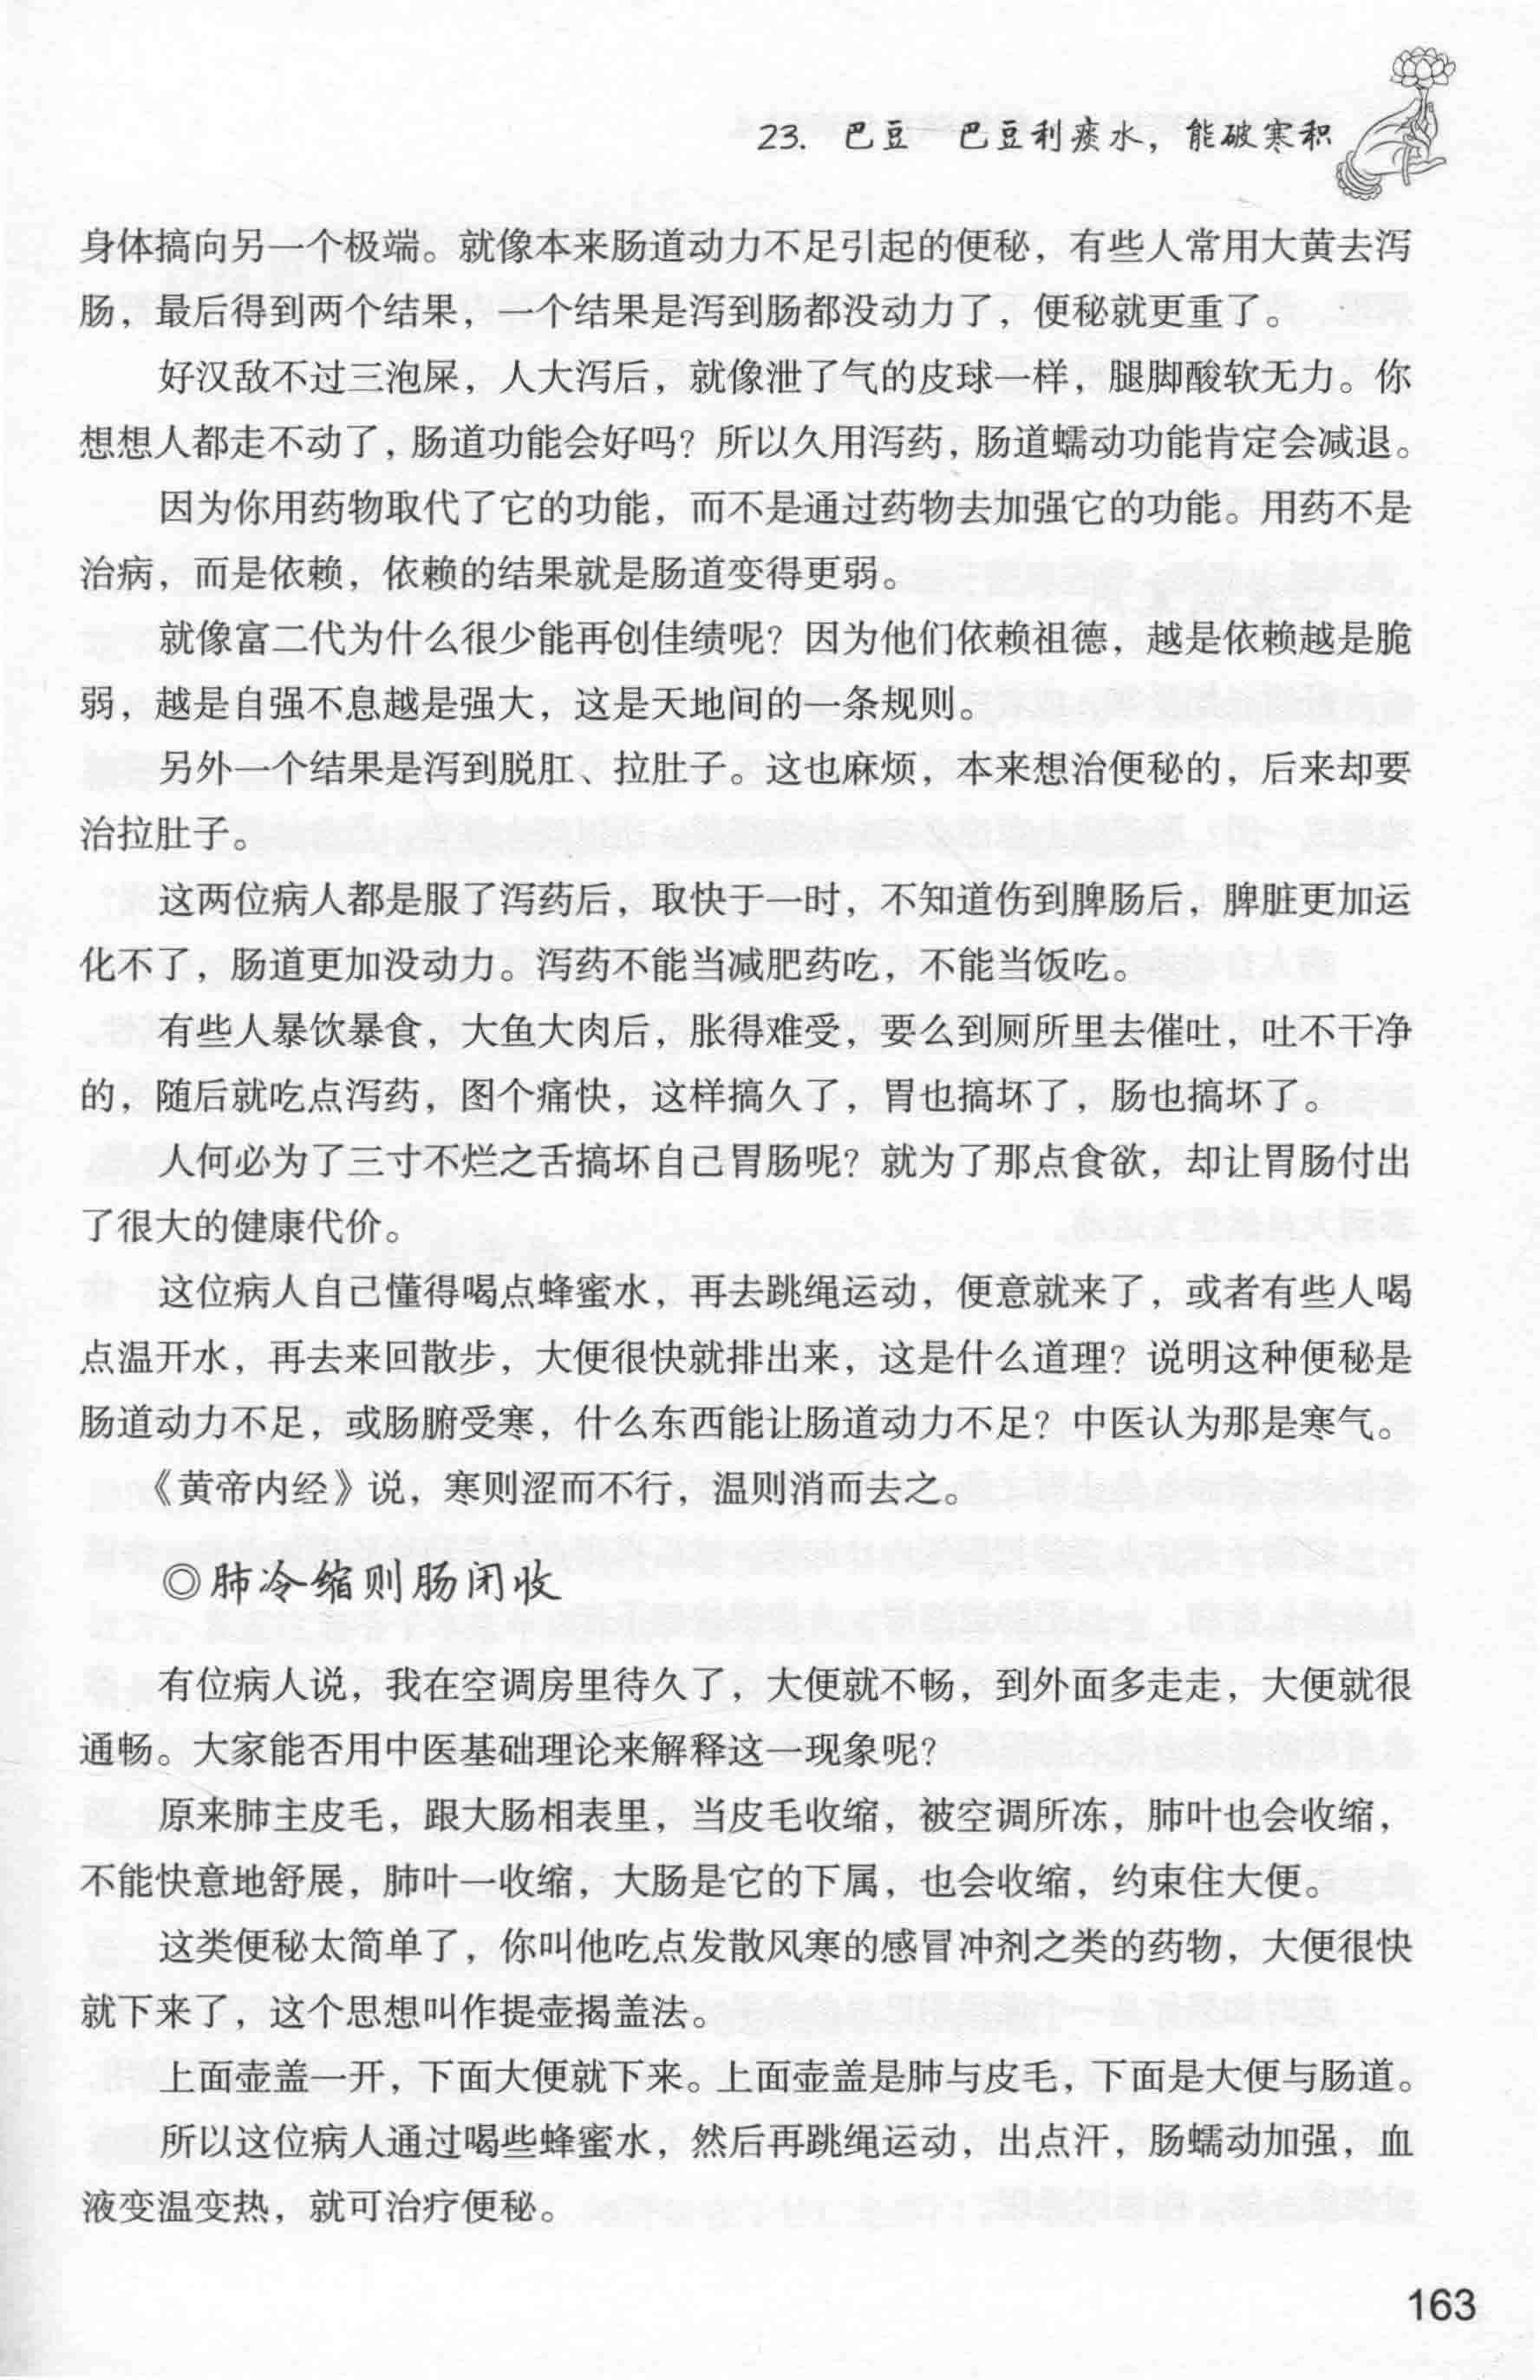 23. 巴豆 巴豆利痰水，能破寒积
身体搞向另一个极端。就像本来肠道动力不足引起的便秘，有些人常用大黄去泻
肠，最后得到两个结果，一个结果是泻到肠都没动力了，便秘就更重了。
好汉敌不过三泡屎，人大泻后，就像泄了气的皮球一样，腿脚酸软无力。你
想想人都走不动了，肠道功能会好吗？所以久用泻药，肠道蠕动功能肯定会减退。
因为你用药物取代了它的功能，而不是通过药物去加强它的功能。用药不是
治病，而是依赖，依赖的结果就是肠道变得更弱。
就像富二代为什么很少能再创佳绩呢？因为他们依赖祖德，越是依赖越是脆
弱，越是自强不息越是强大，这是天地间的一条规则。
另外一个结果是泻到脱肛、拉肚子。这也麻烦，本来想治便秘的，后来却要
治拉肚子。
这两位病人都是服了泻药后，取快于一时，不知道伤到脾肠后，脾脏更加运
化不了，肠道更加没动力。泻药不能当减肥药吃，不能当饭吃。
有些人暴饮暴食，大鱼大肉后，胀得难受，要么到厕所里去催吐，吐不干净
的，随后就吃点泻药，图个痛快，这样搞久了，胃也搞坏了，肠也搞坏了。
人何必为了三寸不烂之舌搞坏自己胃肠呢？就为了那点食欲，却让胃肠付出
了很大的健康代价。
这位病人自己懂得喝点蜂蜜水，再去跳绳运动，便意就来了，或者有些人喝
点温开水，再去来回散步，大便很快就排出来，这是什么道理？说明这种便秘是
肠道动力不足，或肠腑受寒，什么东西能让肠道动力不足？中医认为那是寒气。
《黄帝内经》说，寒则涩而不行，温则消而去之。
◎肺冷缩则肠闭收
有位病人说，我在空调房里待久了，大便就不畅，到外面多走走，大便就很
通畅。大家能否用中医基础理论来解释这一现象呢？
原来肺主皮毛，跟大肠相表里，当皮毛收缩，被空调所冻，肺叶也会收缩，
不能快意地舒展，肺叶一收缩，大肠是它的下属，也会收缩，约束住大便。
这类便秘太简单了，你叫他吃点发散风寒的感冒冲剂之类的药物，大便很快
就下来了，这个思想叫作提壶揭盖法。
上面壶盖一开，下面大便就下来。上面壶盖是肺与皮毛，下面是大便与肠道。
所以这位病人通过喝些蜂蜜水，然后再跳绳运动，出点汗，肠蠕动加强，血
液变温变热，就可治疗便秘。
163